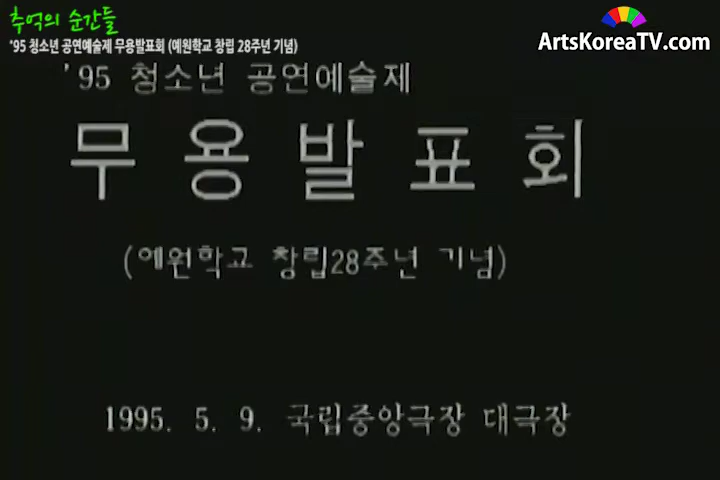 추억의 순간들
'95 청소년 공연예술제 무용발표회 (예원학교 창립 28주년 기념)
ArtsKoreaTV.com
'95 청소년 공연예술제
무용발표회
(예원학교 창립28주년 기념)
1995. 5. 9. 국립중앙극장 대극장